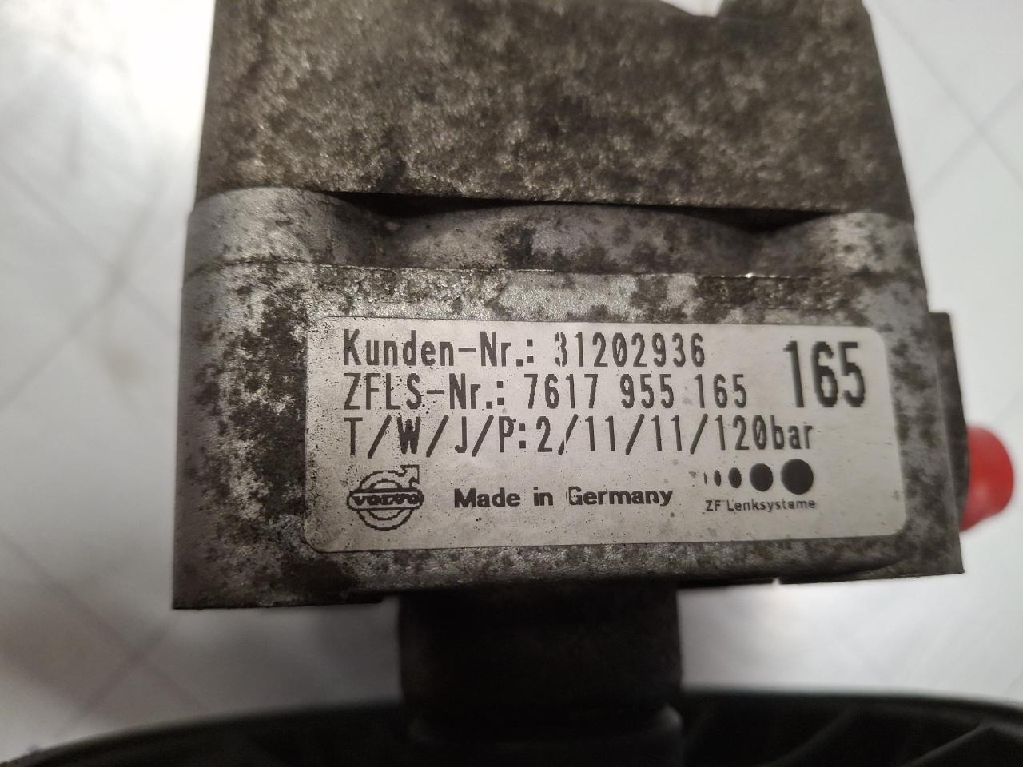 Kunden-Nr.: 31202936
ZFLS-Nr.: 7617 955 165
165
T/W/J/P:2/11/11/120bar
VOLVO
Made in Germany
ZF Lenksysteme